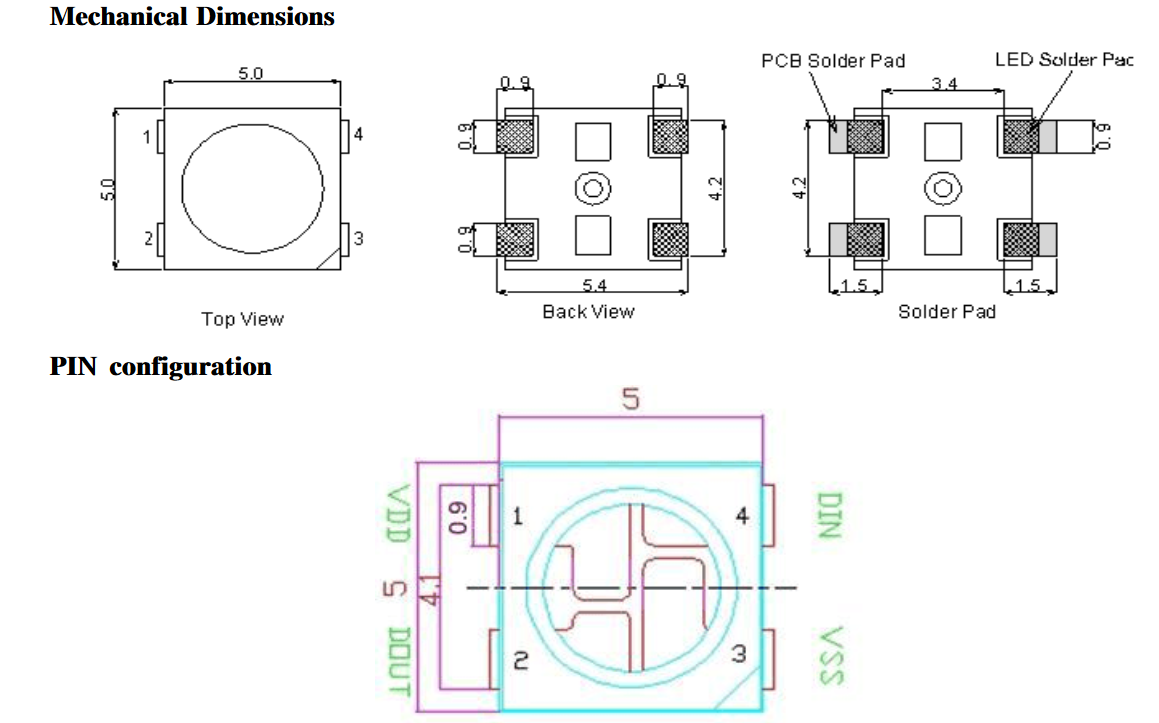 Mechanical Dimensions
5.0
5.0
1
4
2
3
Top View
0.9
0.9
0.9
0.9
4.2
5.4
Back View
PCB Solder Pad
LED Solder Pac
3.4
0.9
4.2
1.5
1.5
Solder Pad
PIN configuration
5
VDD
0.9
1
4
DIN
5
4.1
DOUT
2
3
VSS